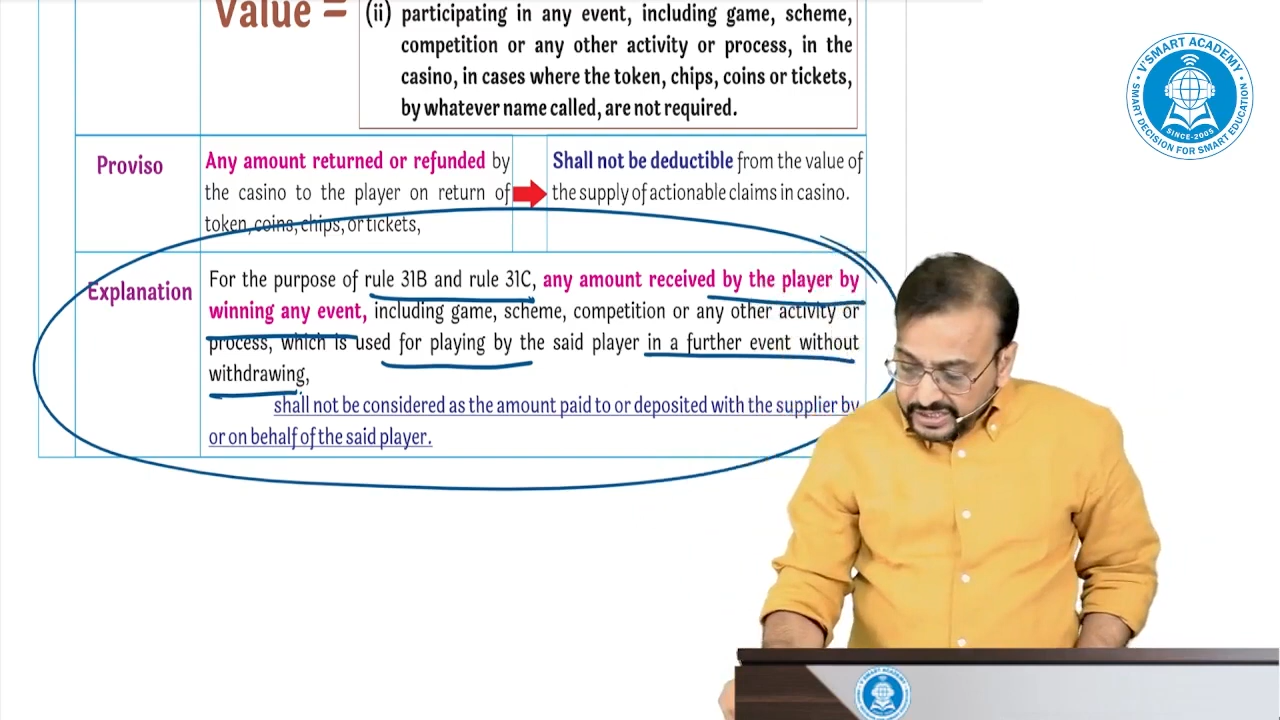 Value =
(ii) participating in any event, including game, scheme,
competition or any other activity or process, in the
casino, in cases where the token, chips, coins or tickets,
by whatever name called, are not required.
Proviso
Any amount returned or refunded by
the casino to the player on return of
token, coins, chips, or tickets,
Shall not be deductible from the value of
the supply of actionable claims in casino.
Explanation
For the purpose of rule 31B and rule 31C, any amount received by the player by
winning any event, including game, scheme, competition or any other activity or
process, which is used for playing by the said player in a further event without
withdrawing,
shall not be considered as the amount paid to or deposited with the supplier by
or on behalf of the said player.
V'SMART ACADEMY
SMART DECISION FOR SMART EDUCATION
SINCE-2005